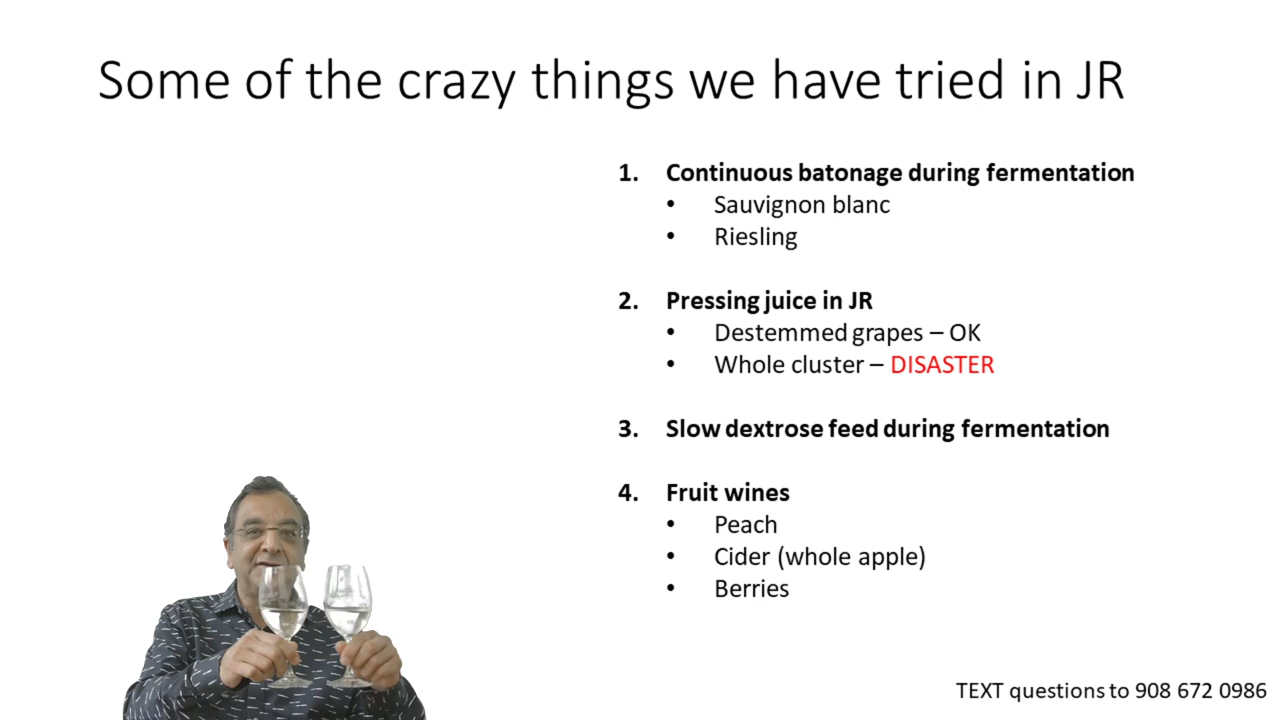 Some of the crazy things we have tried in JR
1. Continuous batonage during fermentation
• Sauvignon blanc
• Riesling
2. Pressing juice in JR
• Destemmed grapes – OK
• Whole cluster – DISASTER
3. Slow dextrose feed during fermentation
4. Fruit wines
• Peach
• Cider (whole apple)
• Berries
TEXT questions to 908 672 0986